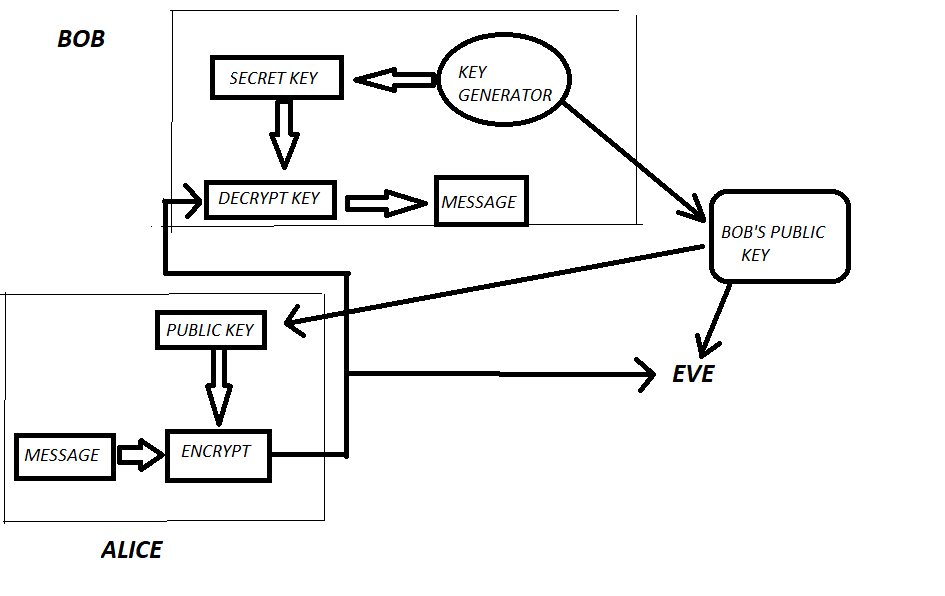 BOB
SECRET KEY
KEY
GENERATOR
DECRYPT KEY
MESSAGE
BOB'S PUBLIC
KEY
PUBLIC KEY
EVE
MESSAGE
ENCRYPT
ALICE